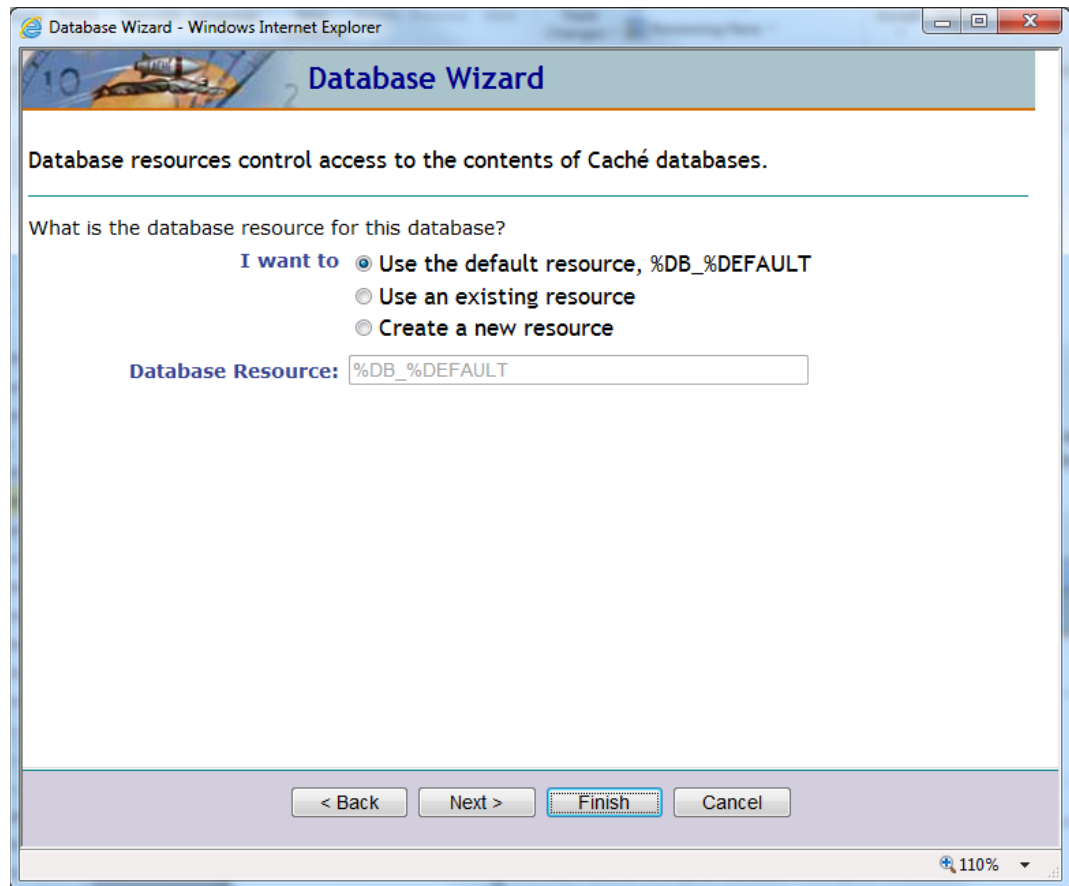 Database Wizard - Windows Internet Explorer
10
2
Database Wizard
Database resources control access to the contents of Caché databases.
What is the database resource for this database?
I want to Use the default resource, %DB_%DEFAULT
Use an existing resource
Create a new resource
Database Resource: %DB_%DEFAULT
< Back Next > Finish Cancel
110%